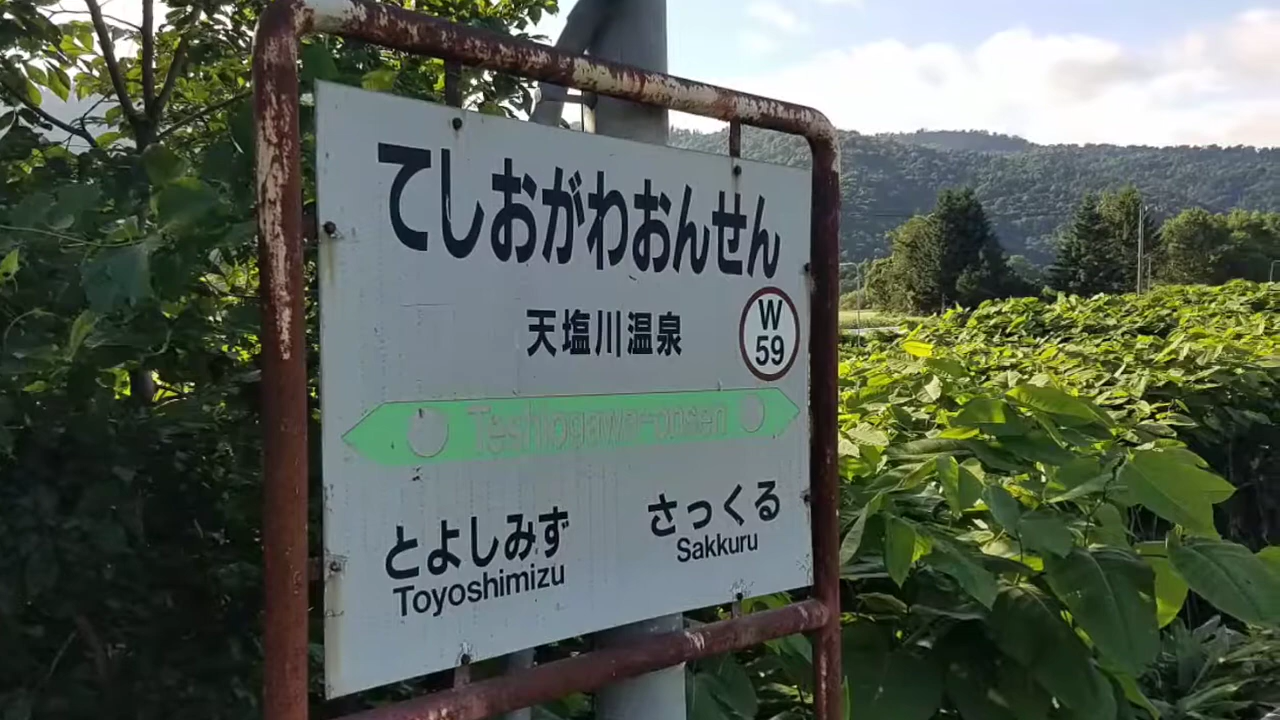 てしおがわおんせん
天塩川温泉
W
59
Teshiogawa-onsen
とよしみず
Toyoshimizu
さっくる
Sakkuru